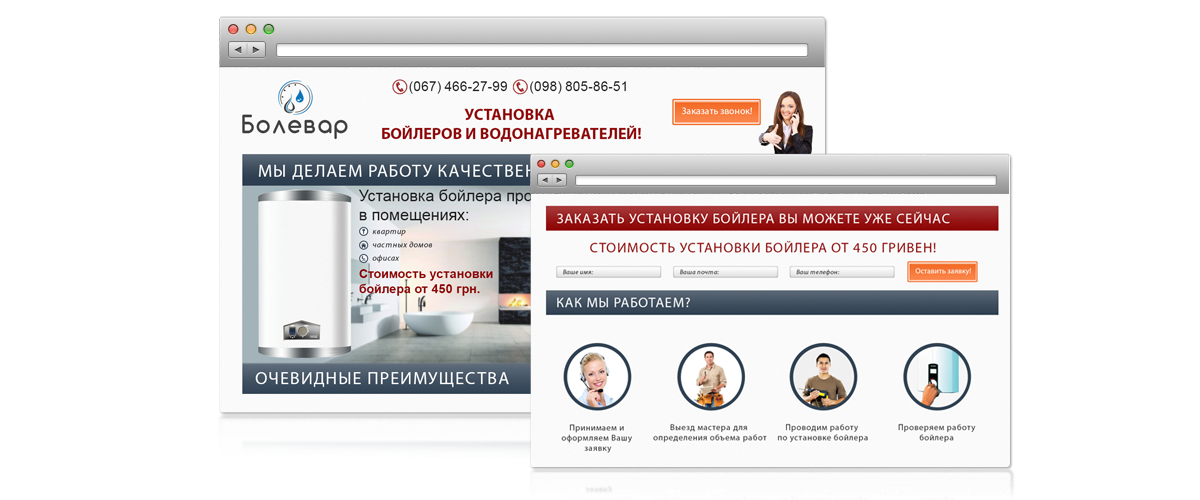 (067) 466-27-99 (098) 805-86-51
Болевар
УСТАНОВКА
БОЙЛЕРОВ И ВОДОНАГРЕВАТЕЛЕЙ!
Заказать звонок!
МЫ ДЕЛАЕМ РАБОТУ КАЧЕСТВЕН
Установка бойлера про
в помещениях:
квартир
частных домов
офисах
Стоимость установки
бойлера от 450 грн.
ОЧЕВИДНЫЕ ПРЕИМУЩЕСТВА
ЗАКАЗАТЬ УСТАНОВКУ БОЙЛЕРА ВЫ МОЖЕТЕ УЖЕ СЕЙЧАС
СТОИМОСТЬ УСТАНОВКИ БОЙЛЕРА ОТ 450 ГРИВЕН!
Ваше имя:
Ваша почта:
Ваш телефон:
Оставить заявку!
КАК МЫ РАБОТАЕМ?
Принимаем и
оформляем Вашу
заявку
Выезд мастера для
определения объема работ
Проводим работу
по установке бойлера
Проверяем работу
бойлера